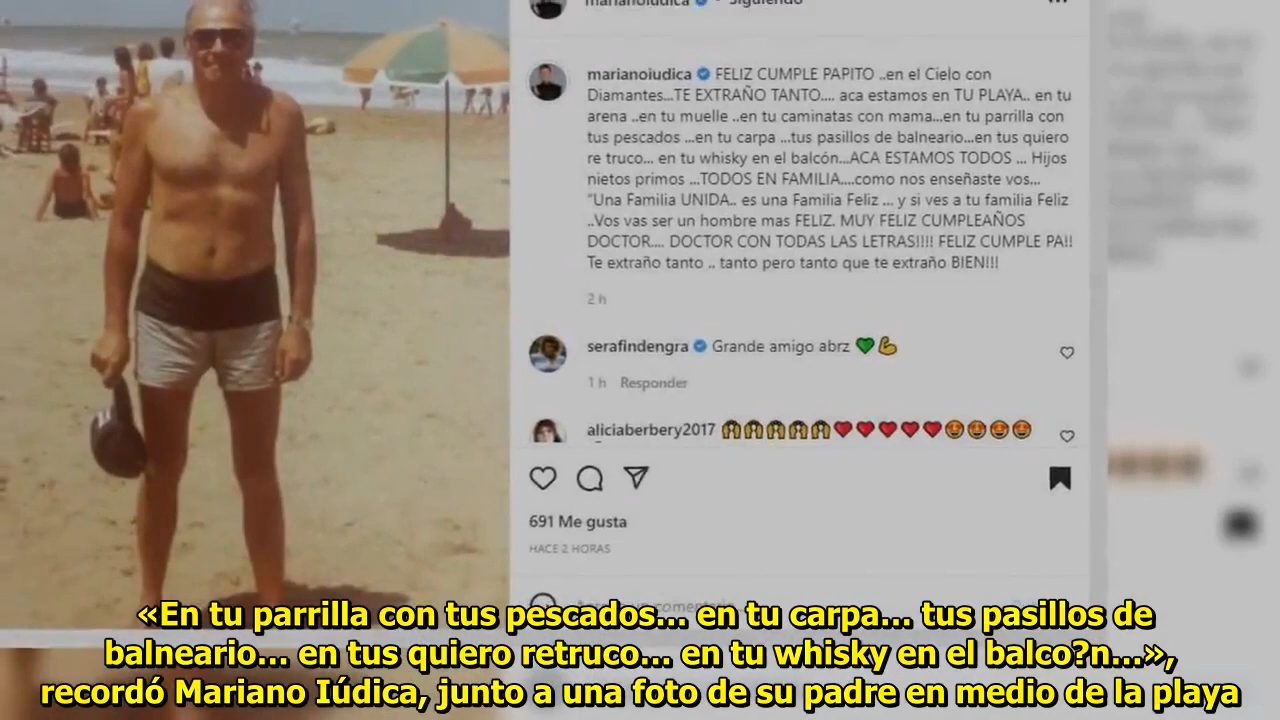 marianoiudica • Siguiendo
marianoiudica FELIZ CUMPLE PAPITO ..en el Cielo con
Diamantes...TE EXTRAÑO TANTO.... aca estamos en TU PLAYA.. en tu
arena ..en tu muelle ..en tu caminatas con mama...en tu parrilla con
tus pescados ...en tu carpa ...tus pasillos de balneario...en tus quiero
re truco... en tu whisky en el balcón...ACA ESTAMOS TODOS ... Hijos
nietos primos ...TODOS EN FAMILIA....como nos enseñaste vos...
"Una Familia UNIDA.. es una Familia Feliz ... y si ves a tu familia Feliz
..Vos vas ser un hombre mas FELIZ. MUY FELIZ CUMPLEAÑOS
DOCTOR.... DOCTOR CON TODAS LAS LETRAS!!!! FELIZ CUMPLE PA!!
Te extraño tanto .. tanto pero tanto que te extraño BIEN!!!
2 h
serafindengra Grande amigo abrz 💚💪
1 h Responder
aliciaberbery2017 🙌🙌🙌🙌🙌❤️❤️❤️❤️❤️😍😍😍😍
691 Me gusta
HACE 2 HORAS
«En tu parrilla con tus pescados... en tu carpa... tus pasillos de
balneario... en tus quiero retruco... en tu whisky en el balco?n...»,
recordó Mariano Iúdica, junto a una foto de su padre en medio de la playa